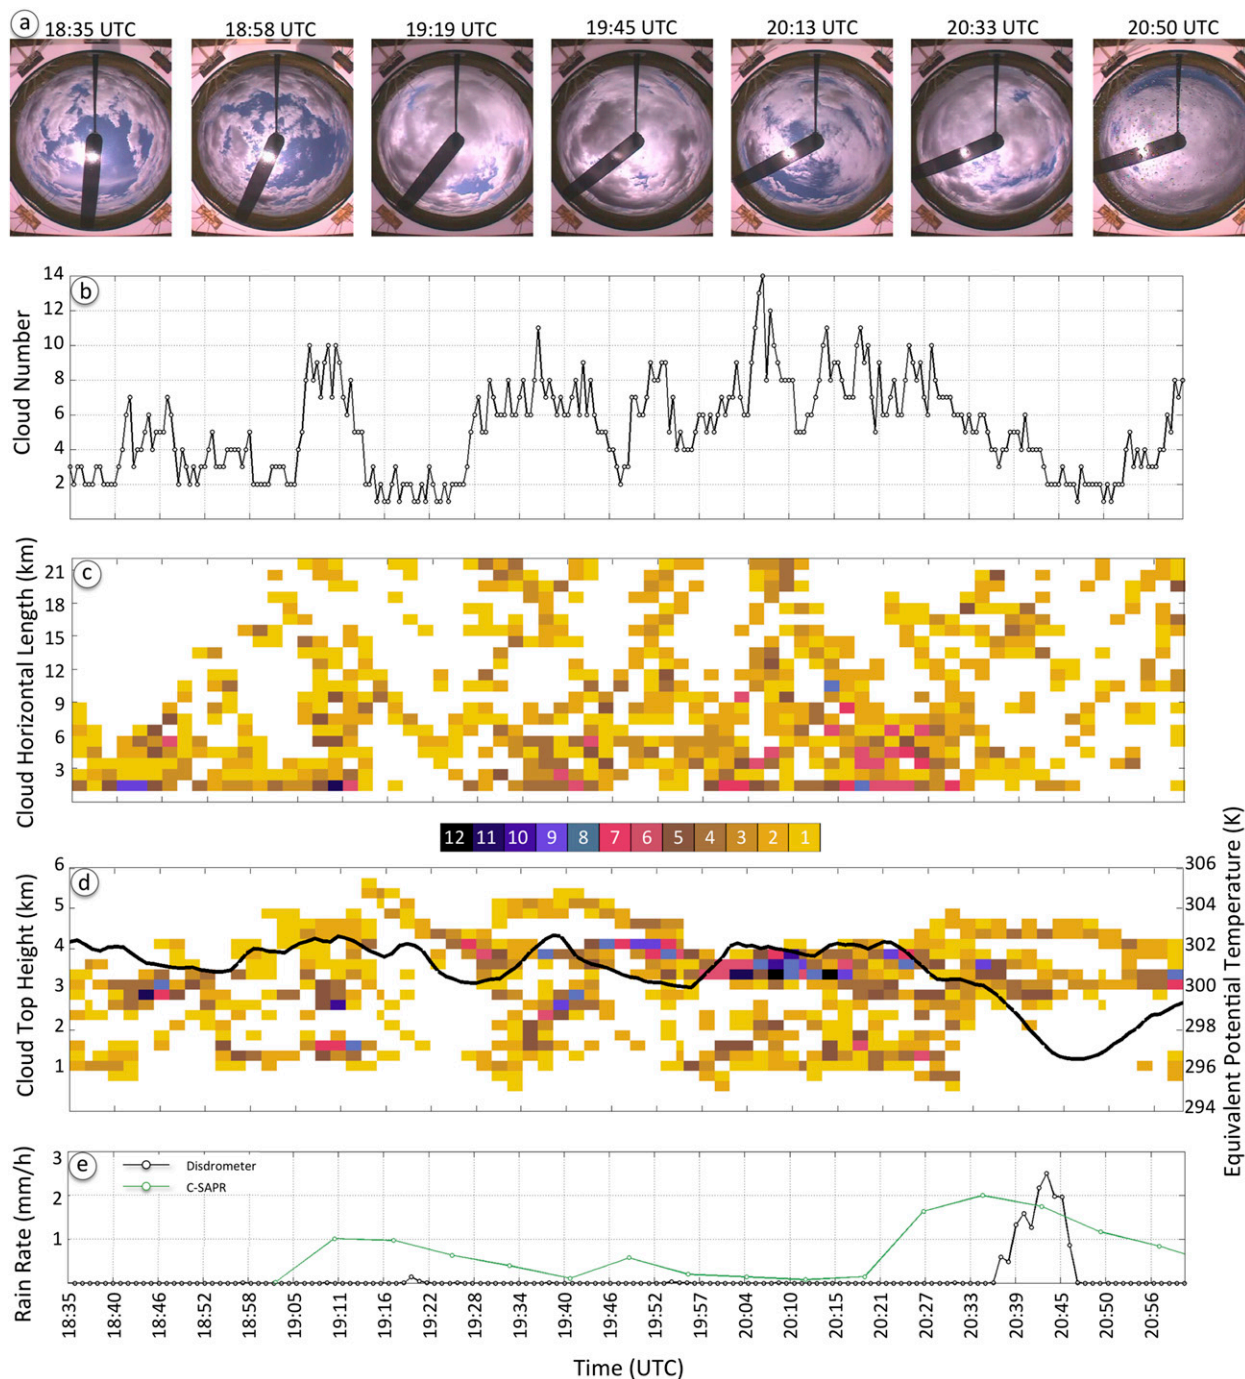 a
18:35 UTC 18:58 UTC 19:19 UTC 19:45 UTC 20:13 UTC 20:33 UTC 20:50 UTC
b
Cloud Number
14
12
10
8
6
4
2
c
Cloud Horizontal Length (km)
21
18
15
12
9
6
3
12 11 10 9 8 7 6 5 4 3 2 1
d
Cloud Top Height (km)
6
5
4
3
2
1
306
304
302
300
298
296
294
Equivalent Potential Temperature (K)
e
Disdrometer
C-SAPR
Rain Rate (mm/h)
3
2
1
18:35 18:40 18:46 18:52 18:58 19:05 19:11 19:16 19:22 19:28 19:34 19:40 19:46 19:52 19:57 20:04 20:10 20:15 20:21 20:27 20:33 20:39 20:45 20:50 20:56
Time (UTC)